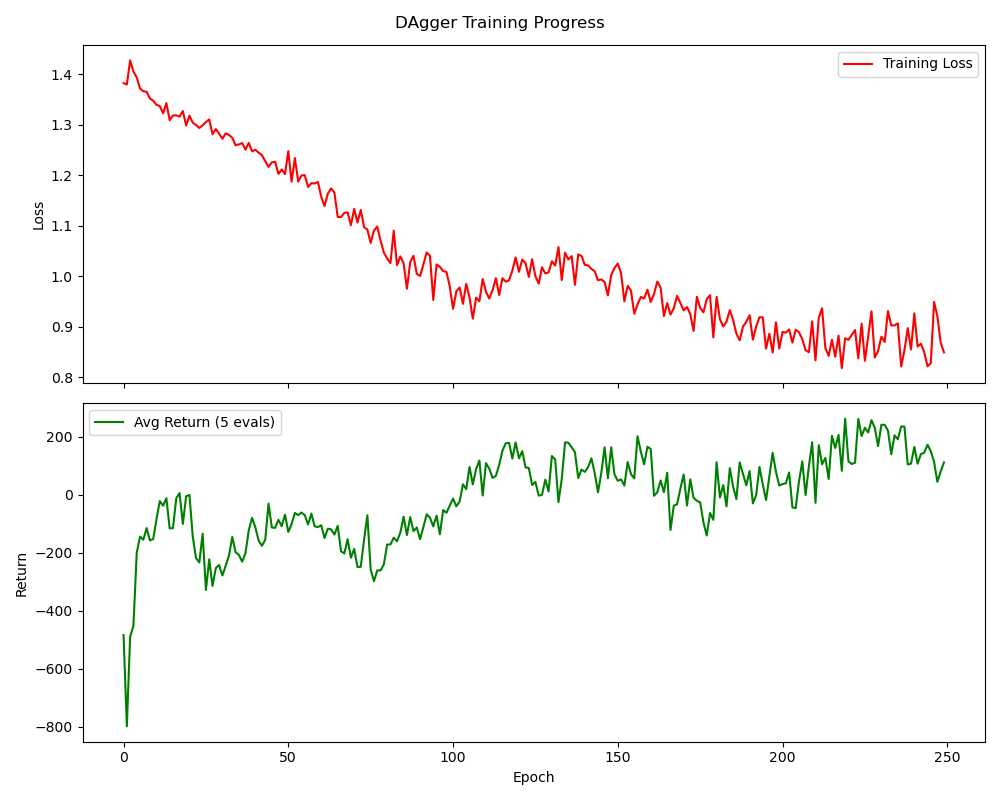 DAgger Training Progress
Training Loss
Loss
1.4
1.3
1.2
1.1
1.0
0.9
0.8
Avg Return (5 evals)
Return
200
0
−200
−400
−600
−800
0 50 100 150 200 250
Epoch